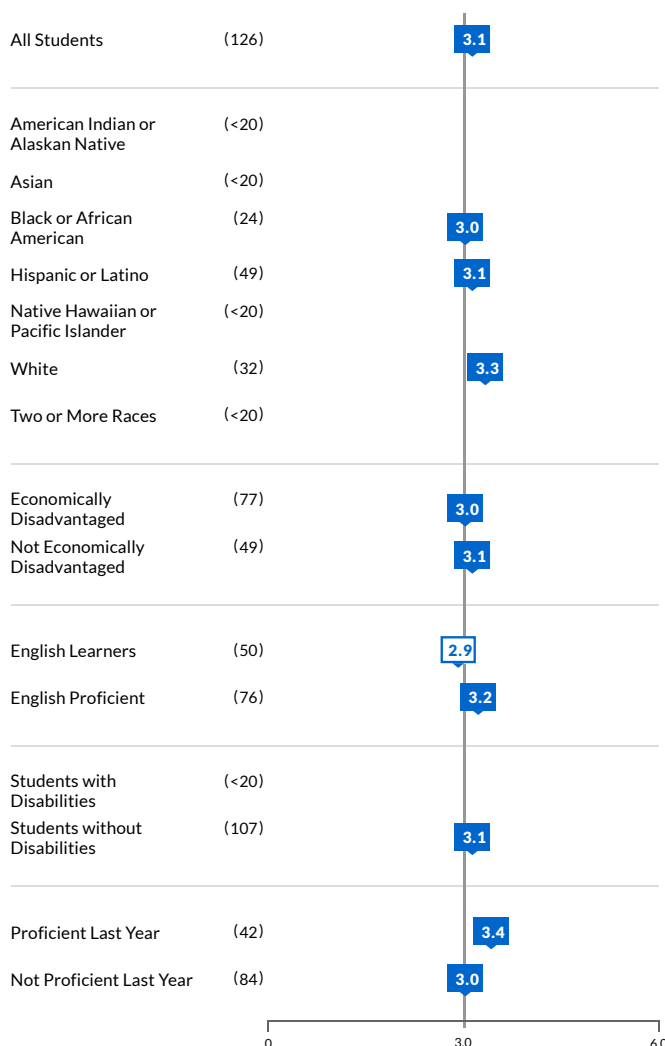 All Students (126) 3.1
American Indian or (<20)
Alaskan Native
Asian (<20)
Black or African (24) 3.0
American
Hispanic or Latino (49) 3.1
Native Hawaiian or (<20)
Pacific Islander
White (32) 3.3
Two or More Races (<20)
Economically (77) 3.0
Disadvantaged
Not Economically (49) 3.1
Disadvantaged
English Learners (50) 2.9
English Proficient (76) 3.2
Students with (<20)
Disabilities
Students without (107) 3.1
Disabilities
Proficient Last Year (42) 3.4
Not Proficient Last Year (84) 3.0
0 3.0 6.0